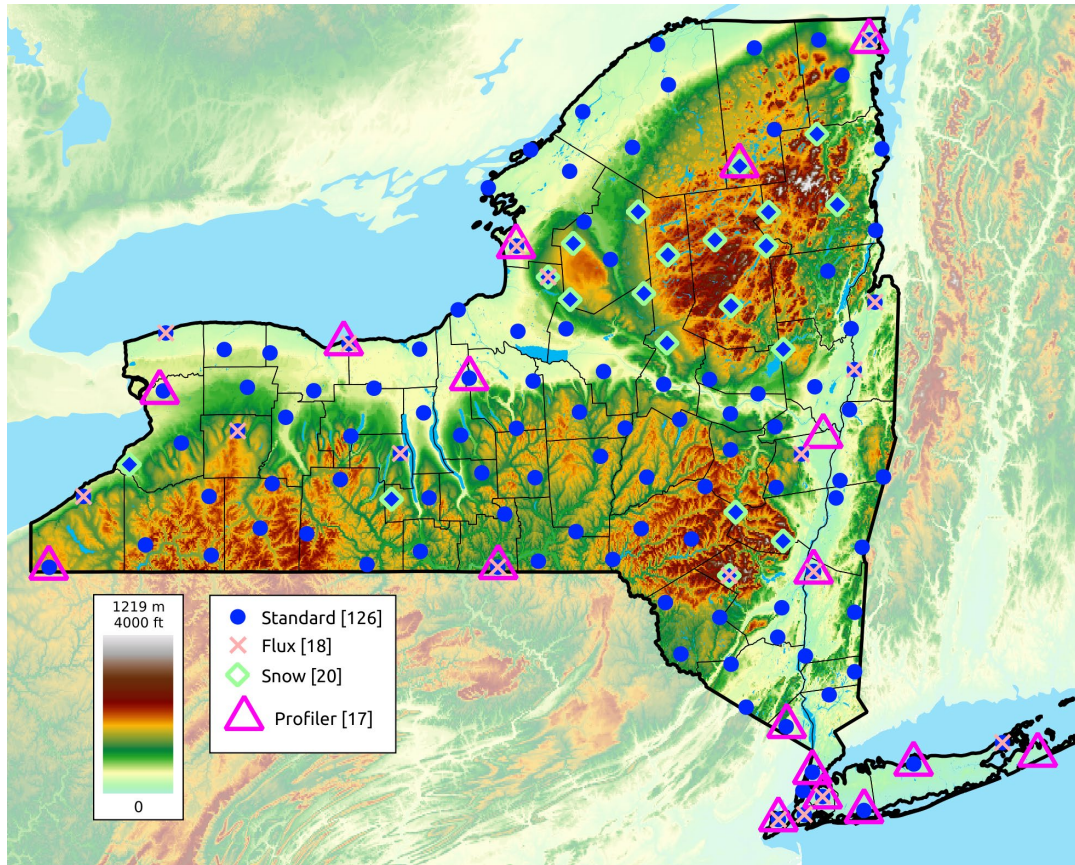 1219 m
4000 ft
0
Standard [126]
Flux [18]
Snow [20]
Profiler [17]